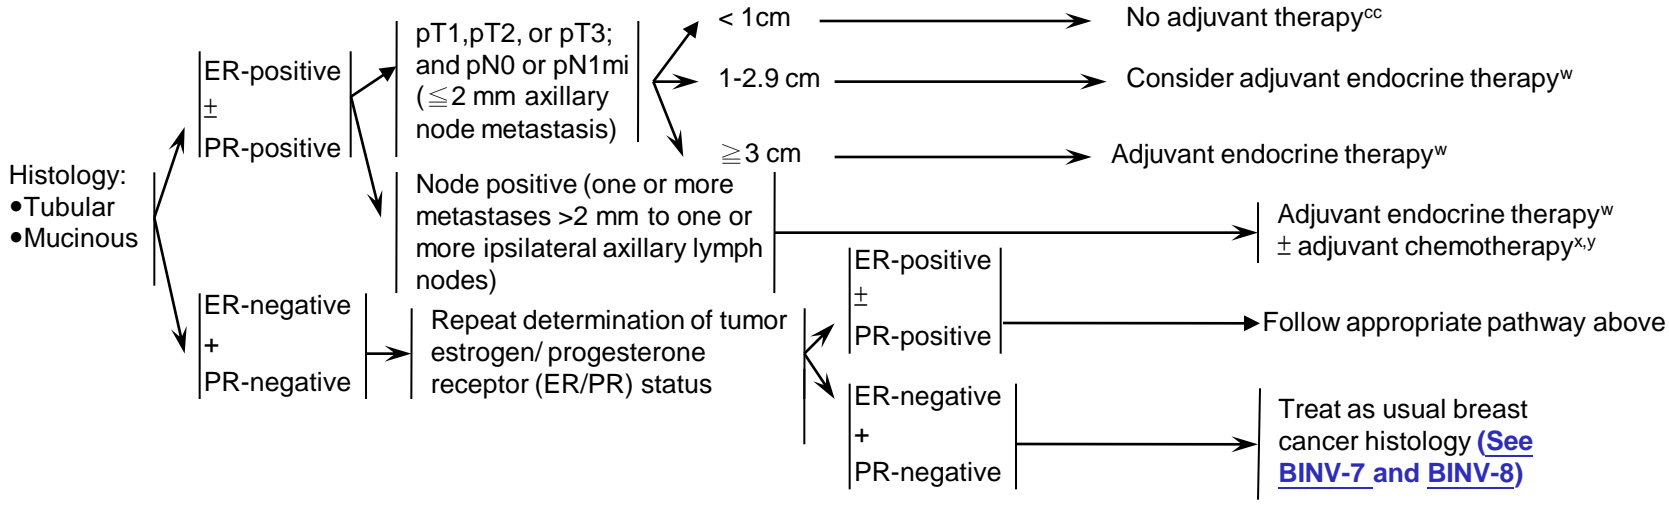 Histology:
●Tubular
●Mucinous
ER-positive
±
PR-positive
pT1,pT2, or pT3;
and pN0 or pN1mi
(≦2 mm axillary
node metastasis)
< 1cm
No adjuvant therapycc
1-2.9 cm
Consider adjuvant endocrine therapyw
≧3 cm
Adjuvant endocrine therapyw
Node positive (one or more
metastases >2 mm to one or
more ipsilateral axillary lymph
nodes)
Adjuvant endocrine therapyw
± adjuvant chemotherapyx,y
ER-negative
+
PR-negative
Repeat determination of tumor
estrogen/ progesterone
receptor (ER/PR) status
ER-positive
±
PR-positive
Follow appropriate pathway above
ER-negative
+
PR-negative
Treat as usual breast
cancer histology (See
BINV-7 and BINV-8)